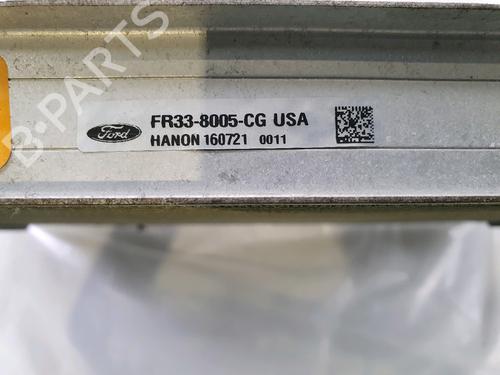 B-PARTS
Ford
FR33-8005-CG USA
HANON 160721 0011